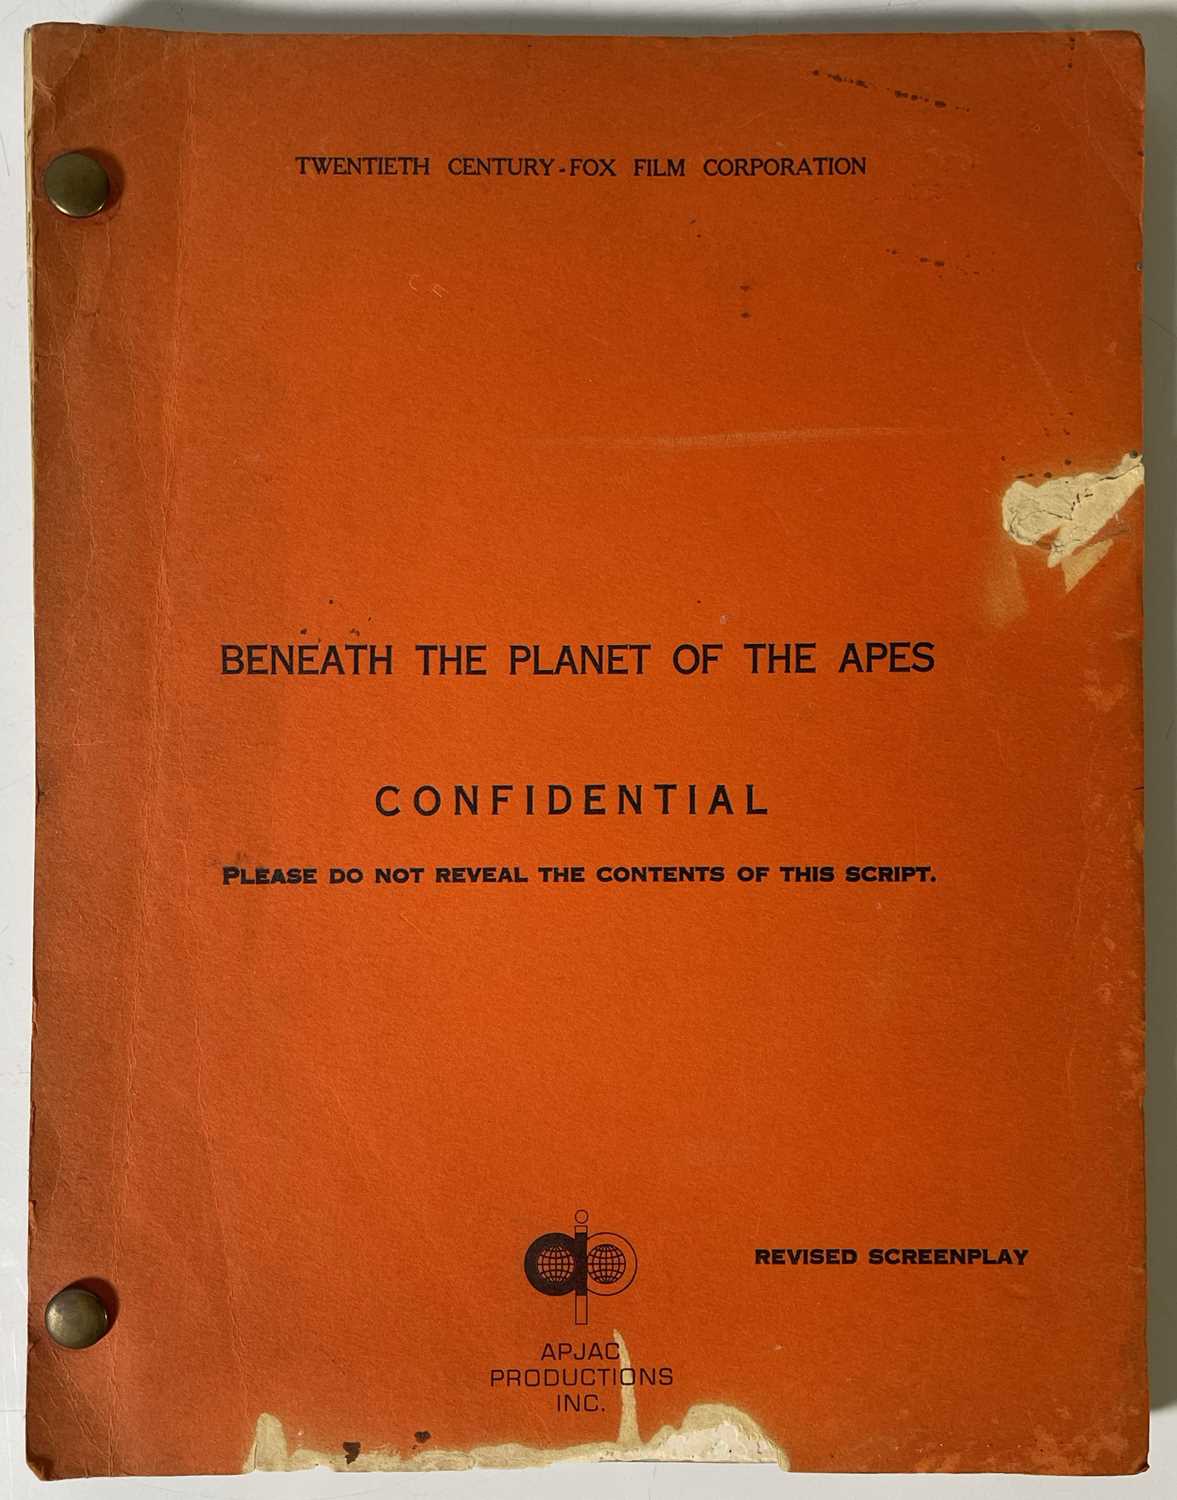 TWENTIETH CENTURY-FOX FILM CORPORATION
BENEATH THE PLANET OF THE APES
CONFIDENTIAL
PLEASE DO NOT REVEAL THE CONTENTS OF THIS SCRIPT.
REVISED SCREENPLAY
apjac
APJAC
PRODUCTIONS
INC.